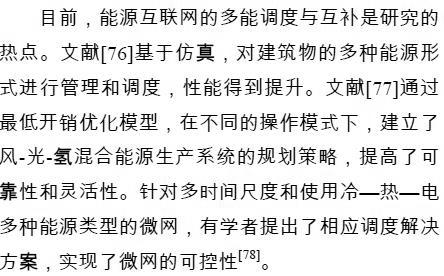 目前，能源互联网的多能调度与互补是研究的
热点。文献[76]基于仿真，对建筑物的多种能源形
式进行管理和调度，性能得到提升。文献[77]通过
最低开销优化模型，在不同的操作模式下，建立了
风-光-氢混合能源生产系统的规划策略，提高了可
靠性和灵活性。针对多时间尺度和使用冷—热—电
多种能源类型的微网，有学者提出了相应调度解决
方案，实现了微网的可控性[78]。